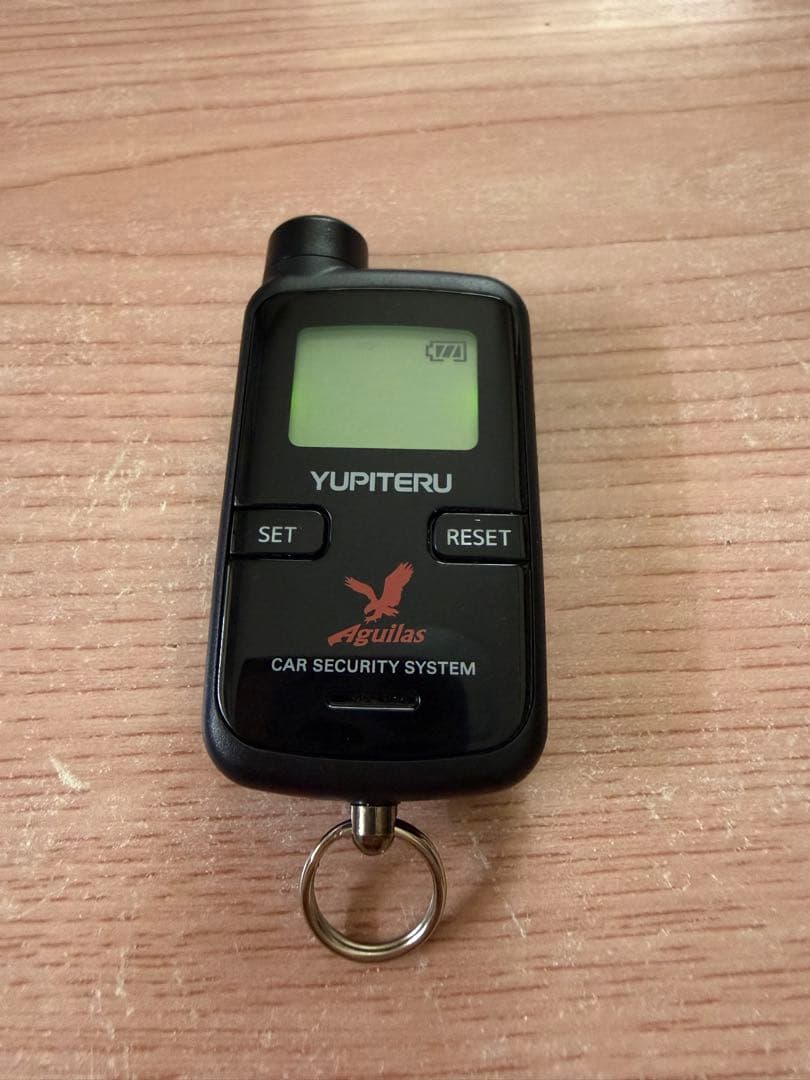 YUPITERU
SET
RESET
Aguilas
CAR SECURITY SYSTEM